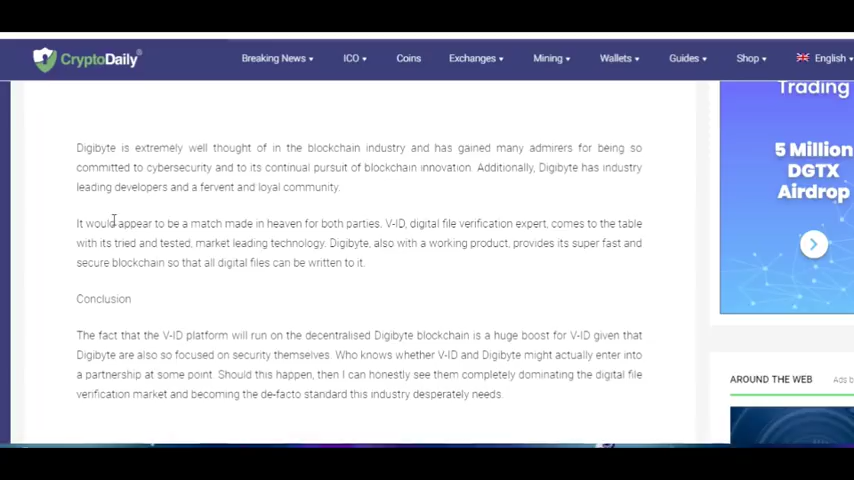 CryptoDaily®
Breaking News ICO Coins Exchanges Mining Wallets Guides Shop English
Trading
5 Million
DGTX
Airdrop
Digibyte is extremely well thought of in the blockchain industry and has gained many admirers for being so
committed to cybersecurity and to its continual pursuit of blockchain innovation. Additionally, Digibyte has industry
leading developers and a fervent and loyal community.
It would appear to be a match made in heaven for both parties. V-ID, digital file verification expert, comes to the table
with its tried and tested, market leading technology. Digibyte, also with a working product, provides its super fast and
secure blockchain so that all digital files can be written to it.
Conclusion
The fact that the V-ID platform will run on the decentralised Digibyte blockchain is a huge boost for V-ID given that
Digibyte are also so focused on security themselves. Who knows whether V-ID and Digibyte might actually enter into
a partnership at some point. Should this happen, then I can honestly see them completely dominating the digital file
verification market and becoming the de-facto standard this industry desperately needs.
AROUND THE WEB
Ads b